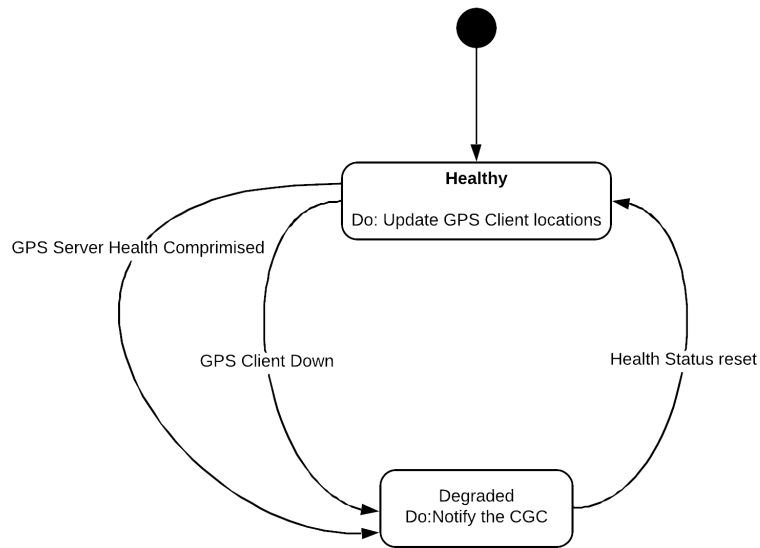 Healthy
Do: Update GPS Client locations
GPS Server Health Comprimised
GPS Client Down
Health Status reset
Degraded
Do:Notify the CGC